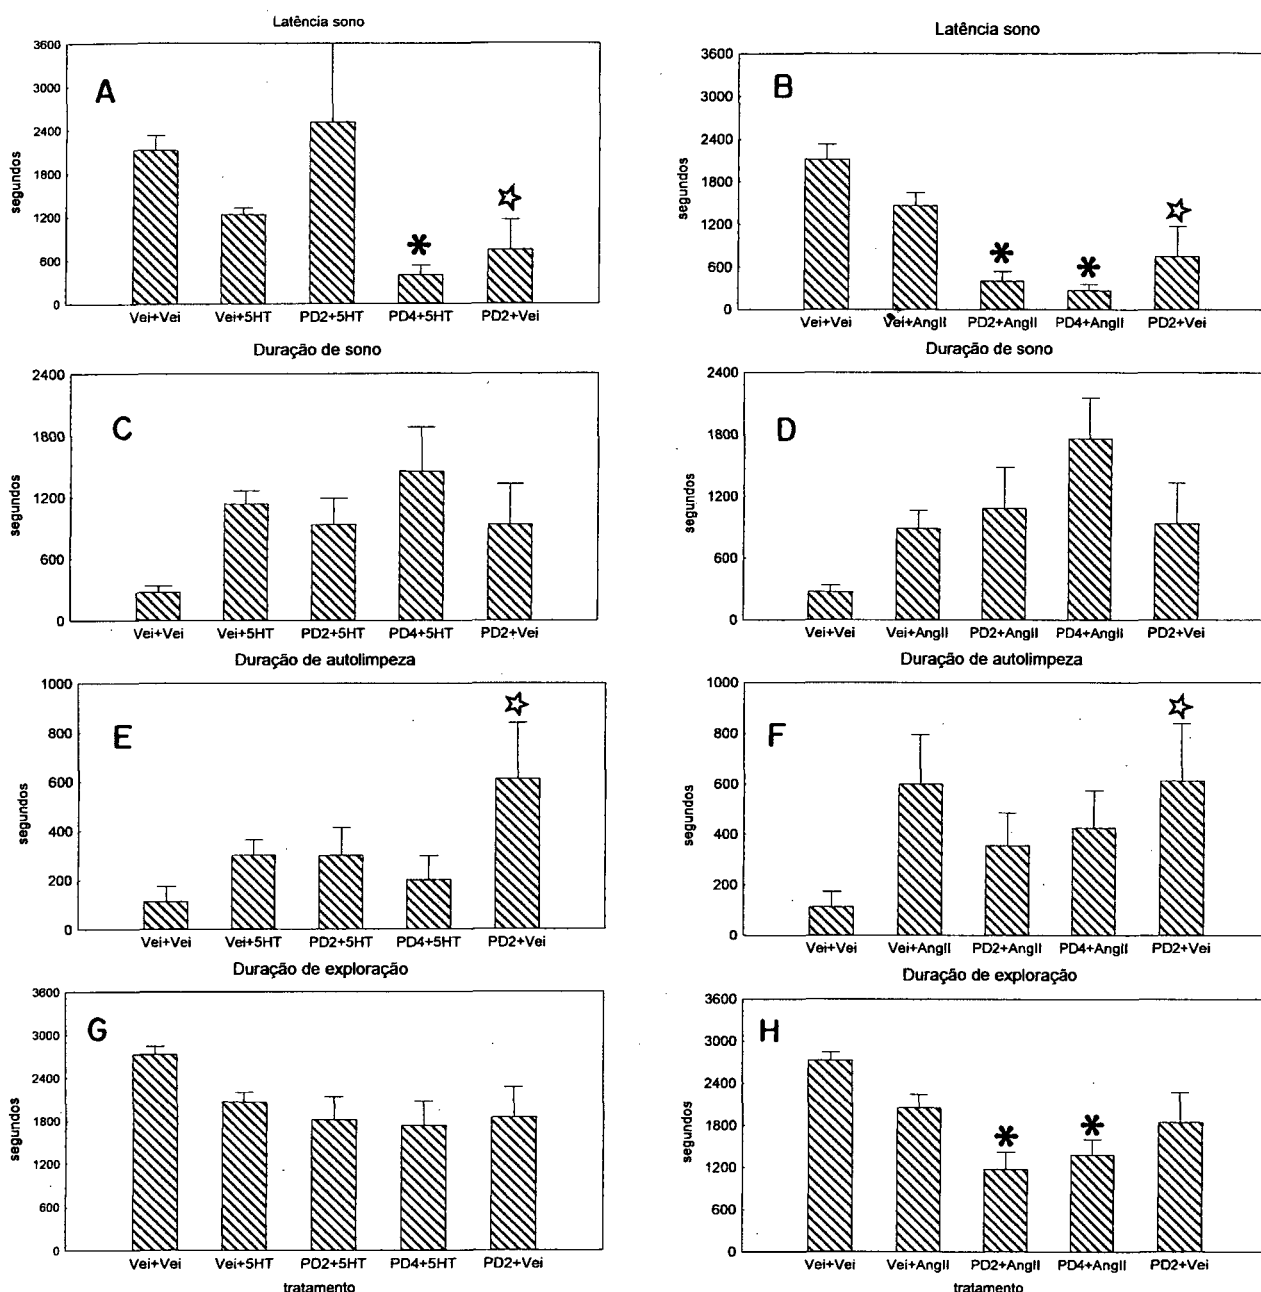 Latência sono
3600
3000
2400
1800
1200
600
0
segundos
A
Vei+Vei Vei+5HT PD2+5HT PD4+5HT PD2+Vei
Latência sono
3600
3000
2400
1800
1200
600
0
segundos
B
Vei+Vei Vei+AngII PD2+AngII PD4+AngII PD2+Vei
Duração de sono
2400
1800
1200
600
0
segundos
C
Vei+Vei Vei+5HT PD2+5HT PD4+5HT PD2+Vei
Duração de sono
2400
1800
1200
600
0
segundos
D
Vei+Vei Vei+AngII PD2+AngII PD4+AngII PD2+Vei
Duração de autolimpeza
1000
800
600
400
200
0
segundos
E
Vei+Vei Vei+5HT PD2+5HT PD4+5HT PD2+Vei
Duração de autolimpeza
1000
800
600
400
200
0
segundos
F
Vei+Vei Vei+AngII PD2+AngII PD4+AngII PD2+Vei
Duração de exploração
3600
3000
2400
1800
1200
600
0
segundos
G
Vei+Vei Vei+5HT PD2+5HT PD4+5HT PD2+Vei
tratamento
Duração de exploração
3600
3000
2400
1800
1200
600
0
segundos
H
Vei+Vei Vei+AngII PD2+AngII PD4+AngII PD2+Vei
tratamento